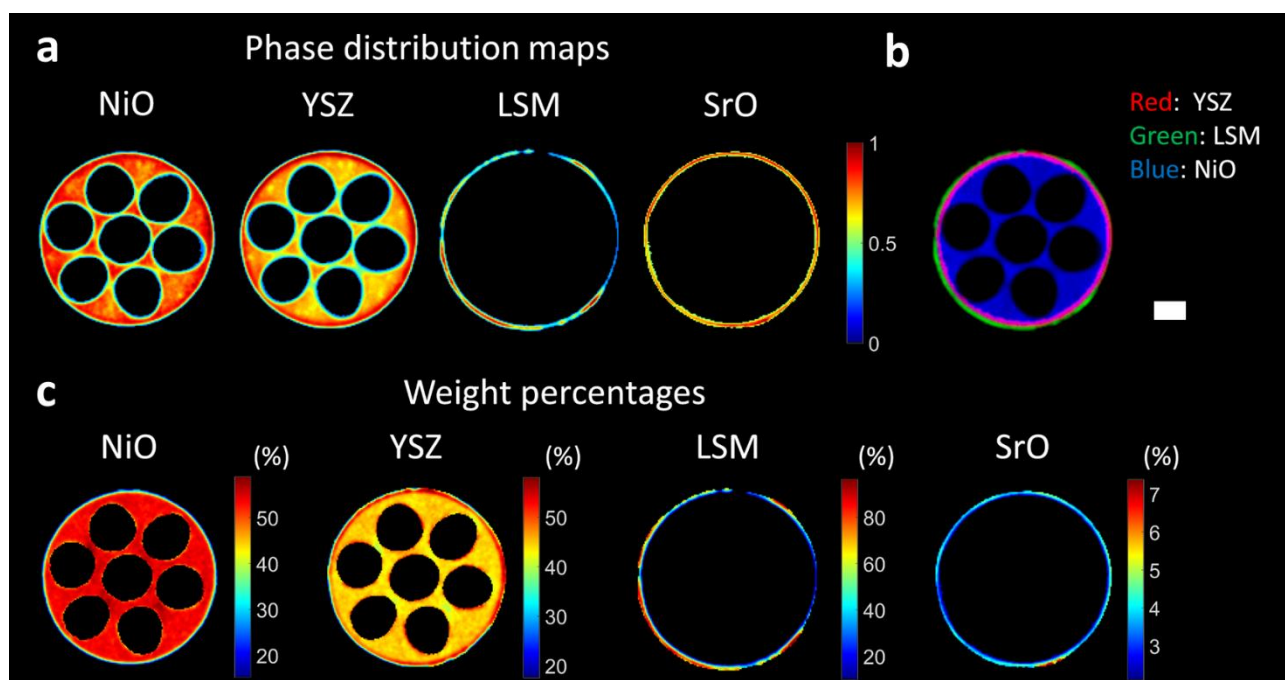 a
Phase distribution maps
b
NiO
YSZ
LSM
SrO
1
0.5
0
Red: YSZ
Green: LSM
Blue: NiO
c
Weight percentages
NiO
(%)
50
40
30
20
YSZ
(%)
50
40
30
20
LSM
(%)
80
60
40
20
SrO
(%)
7
6
5
4
3